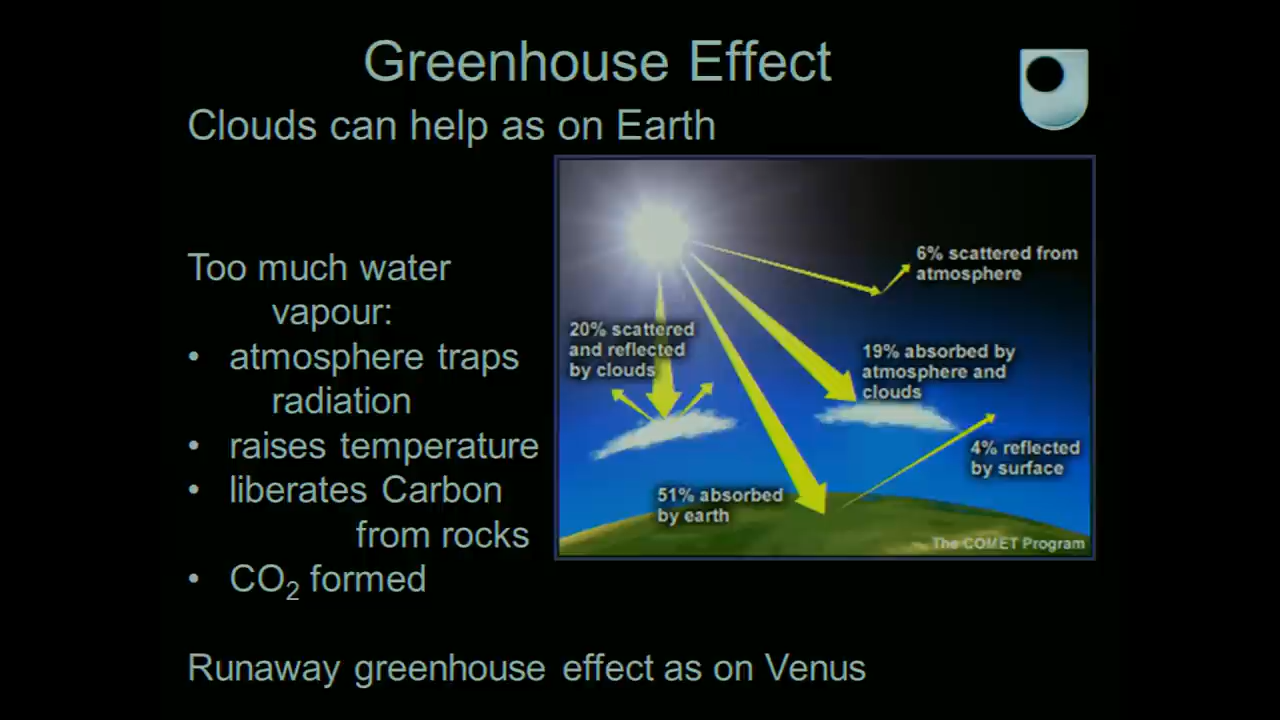 Greenhouse Effect
Clouds can help as on Earth
Too much water
vapour:
• atmosphere traps
radiation
• raises temperature
• liberates Carbon
from rocks
• CO₂ formed
Runaway greenhouse effect as on Venus
6% scattered from
atmosphere
20% scattered
and reflected
by clouds
19% absorbed by
atmosphere and
clouds
4% reflected
by surface
51% absorbed
by earth
The COMET Program